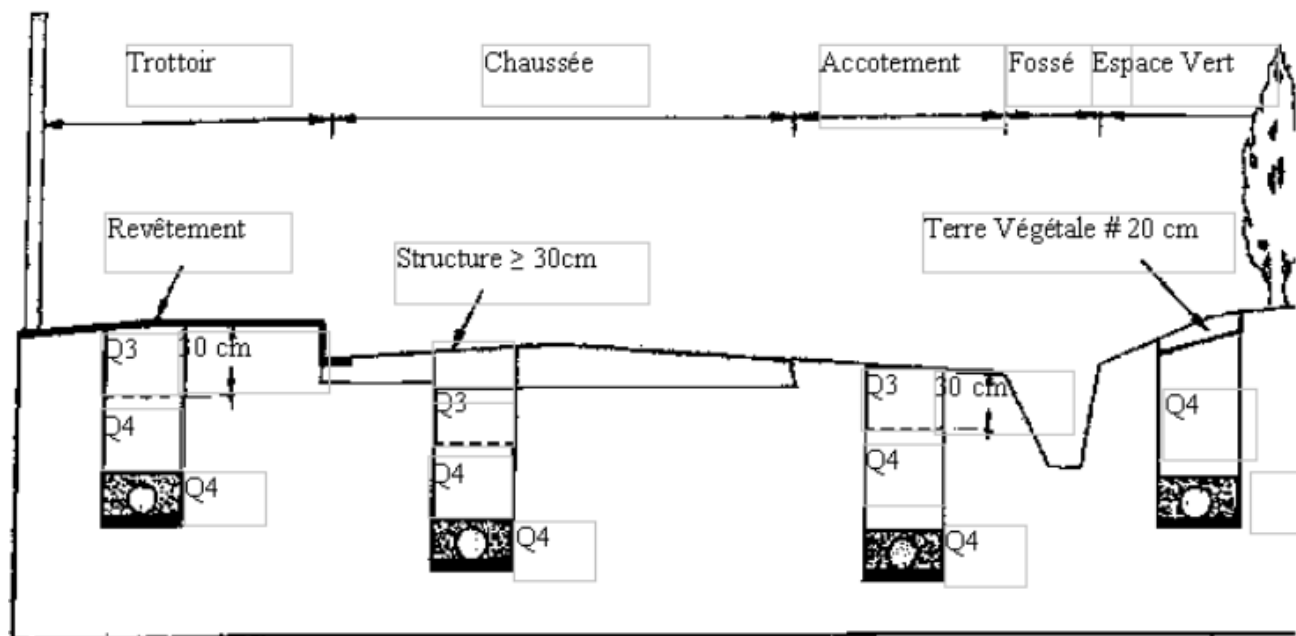 Trottoir
Chaussée
Accotement
Fossé
Espace Vert
Revêtement
Structure ≥ 30cm
Terre Végétale # 20 cm
Q3
30 cm
Q4
Q4
Q3
Q4
Q4
Q3
30 cm
Q4
Q4
Q4